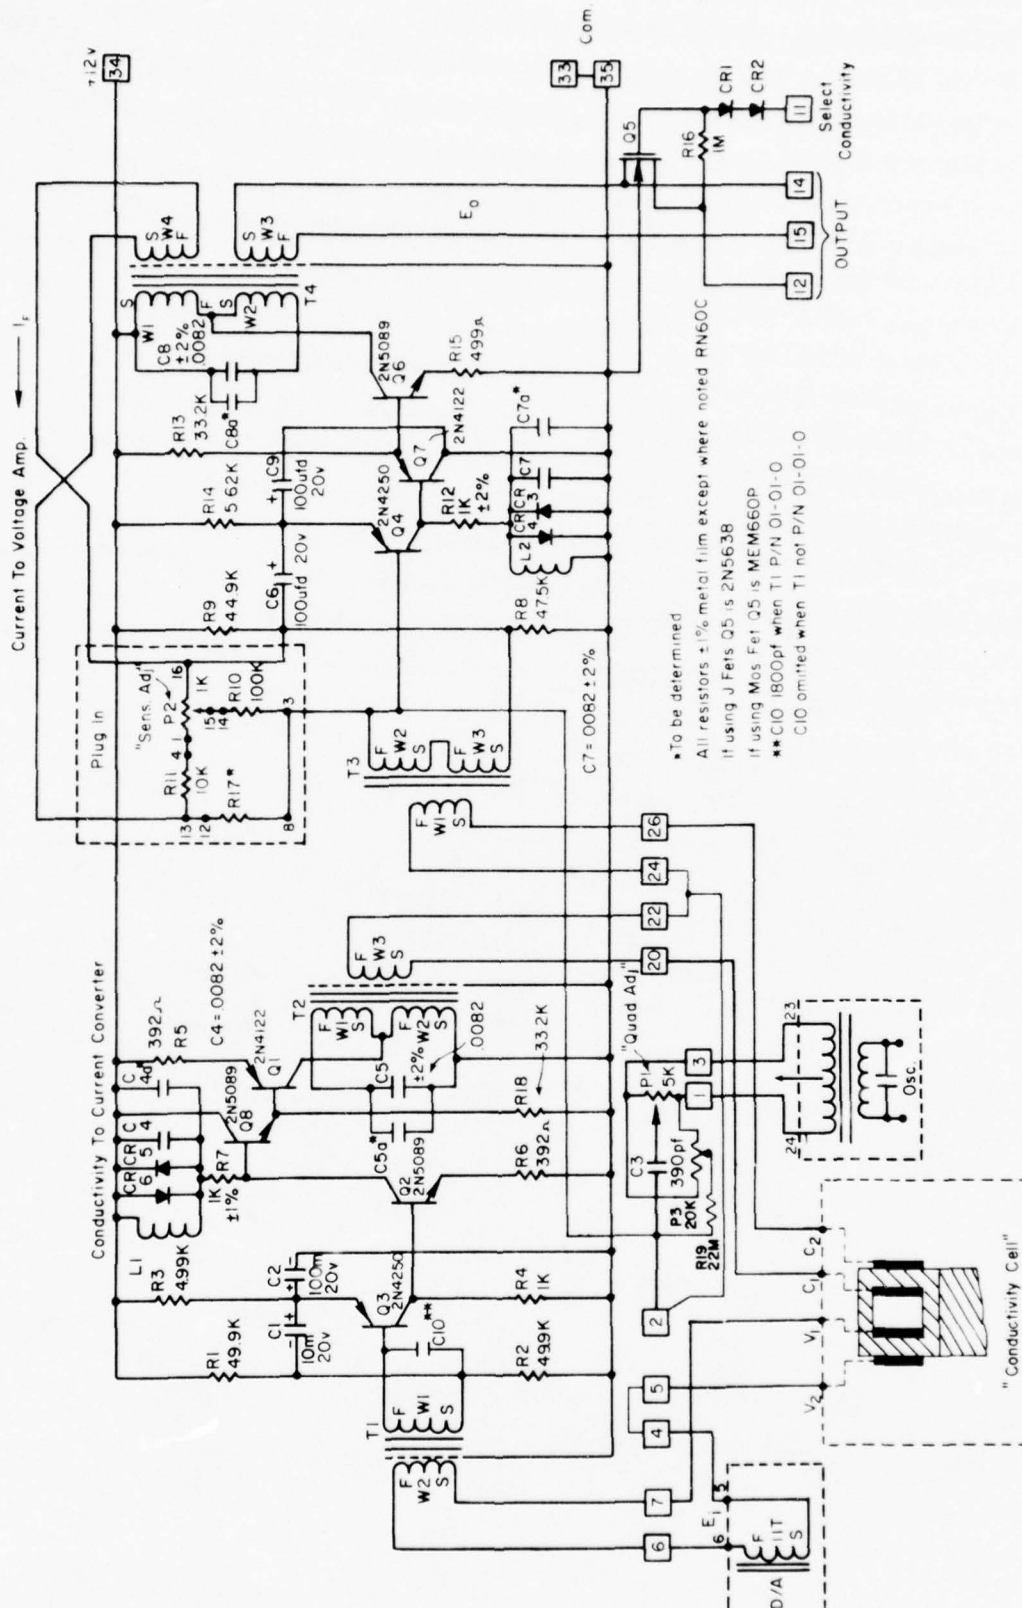 Current To Voltage Amp.
I_F
+12v
34
Conductivity To Current Converter
Plug In
"Sens. Adj"
16
P2
1K
15
14
R10
100K
3
1
4
R11
10K
13
12
R17*
8
R9
44.9K
R14
5.62K
R13
33.2K
C8a*
C8
±2%
.0082
W1
S
F
S
W2
T4
S
W4
F
S
W3
F
E_o
C6
100ufd
20v
C9
100ufd
20v
2N4250
Q4
Q7
2N4122
2N5089
Q6
R15
499Ω
R12
1K
±2%
L2
CR
4
CR
3
C7
C7a*
R8
475K
C7=.0082±2%
T3
F
W2
S
F
W3
S
F
W1
S
33
35
Com.
Q5
R16
1M
CR1
CR2
11
Select
Conductivity
14
15
12
OUTPUT
C4=.0082±2%
392Ω
R5
C
4a*
C
4
CR
5
CR
6
L1
R3
4.99K
R1
49.9K
R7
1K
±1%
2N5089
Q8
2N4122
Q1
C2
100m
20v
C1
10m
20v
Q3
2N4250
Q2
2N5089
C5a*
C5
±2%
.0082
T2
F
W1
S
F
W2
S
F
W3
S
C10**
R4
1K
R2
49.9K
R6
392Ω
R18
33.2K
T1
F
W1
S
F
W2
S
6
7
4
5
2
1
3
20
22
24
26
"Quad Adj"
P1
5K
C3
390pf
P3
20K
R19
22M
24
23
Osc.
V2
V1
C1
C2
"Conductivity Cell"
E_i
6
5
F
11T
S
D/A
*To be determined
All resistors ±1% metal film except where noted RN60C
If using J Fets Q5 is 2N5638
If using Mos Fet Q5 is MEM660P
**C10 1800pf when T1 P/N 01-01-0
C10 omitted when T1 not P/N 01-01-0